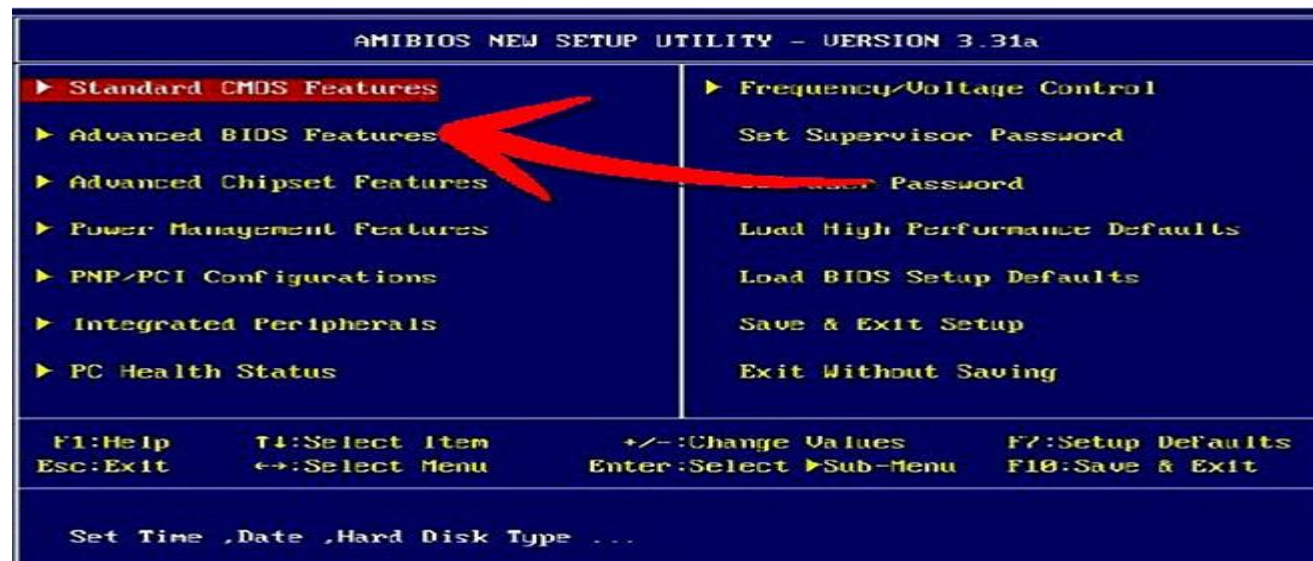 AMIBIOS NEW SETUP UTILITY - VERSION 3.31a
▶ Standard CMOS Features
▶ Advanced BIOS Features
▶ Advanced Chipset Features
▶ Power Management Features
▶ PNP/PCI Configurations
▶ Integrated Peripherals
▶ PC Health Status
▶ Frequency/Voltage Control
Set Supervisor Password
Password
Load High Performance Defaults
Load BIOS Setup Defaults
Save & Exit Setup
Exit Without Saving
F1:Help ↑↓:Select Item +/-:Change Values F7:Setup Defaults
Esc:Exit ←→:Select Menu Enter:Select ▶Sub-Menu F10:Save & Exit
Set Time ,Date ,Hard Disk Type ...